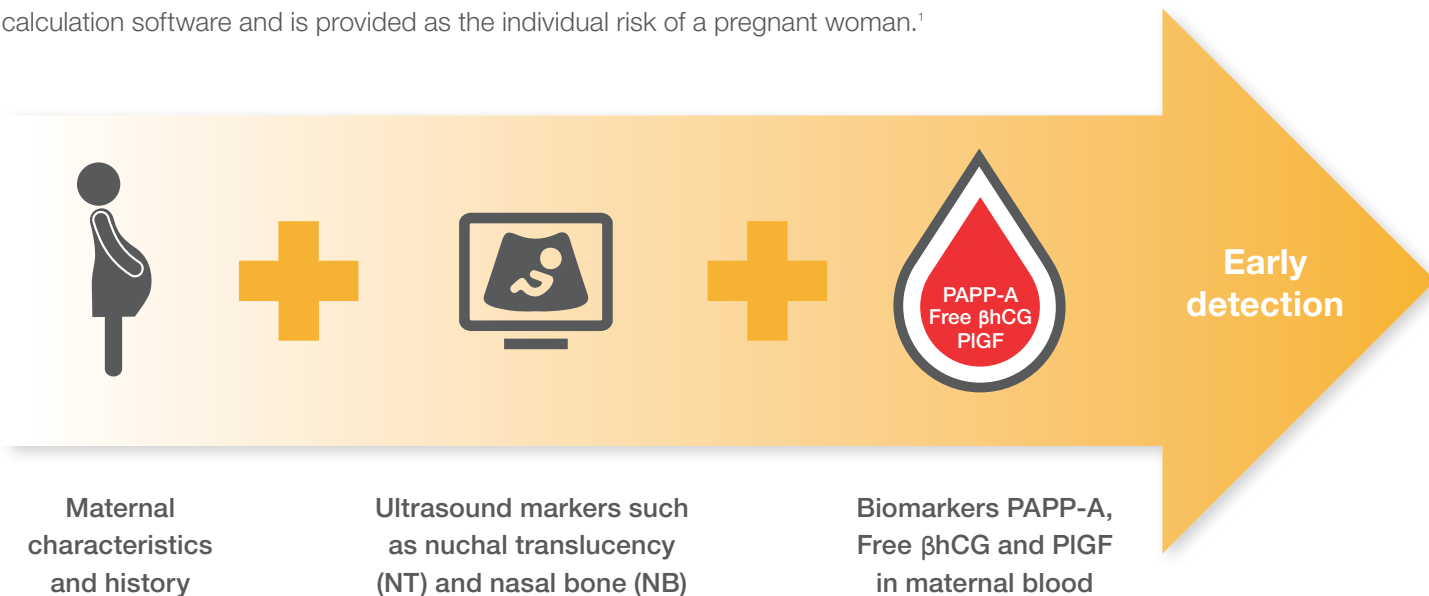 calculation software and is provided as the individual risk of a pregnant woman.¹
PAPP-A
Free βhCG
PlGF
Early
detection
Maternal
characteristics
and history
Ultrasound markers such
as nuchal translucency
(NT) and nasal bone (NB)
Biomarkers PAPP-A,
Free βhCG and PlGF
in maternal blood